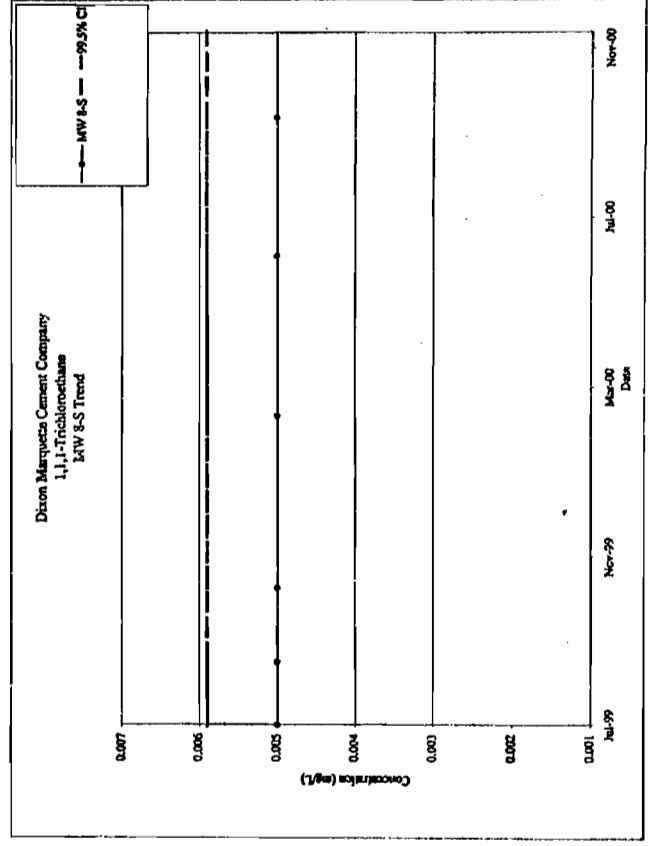 Dixon Marquette Cement Company
1,1,1-Trichloroethane
MW 8-S Trend
MW 8-S
99.5% CI
0.007
0.006
0.005
0.004
0.003
0.002
0.001
Concentration (mg/L)
Jul-99
Nov-99
Mar-00
Jul-00
Nov-00
Date